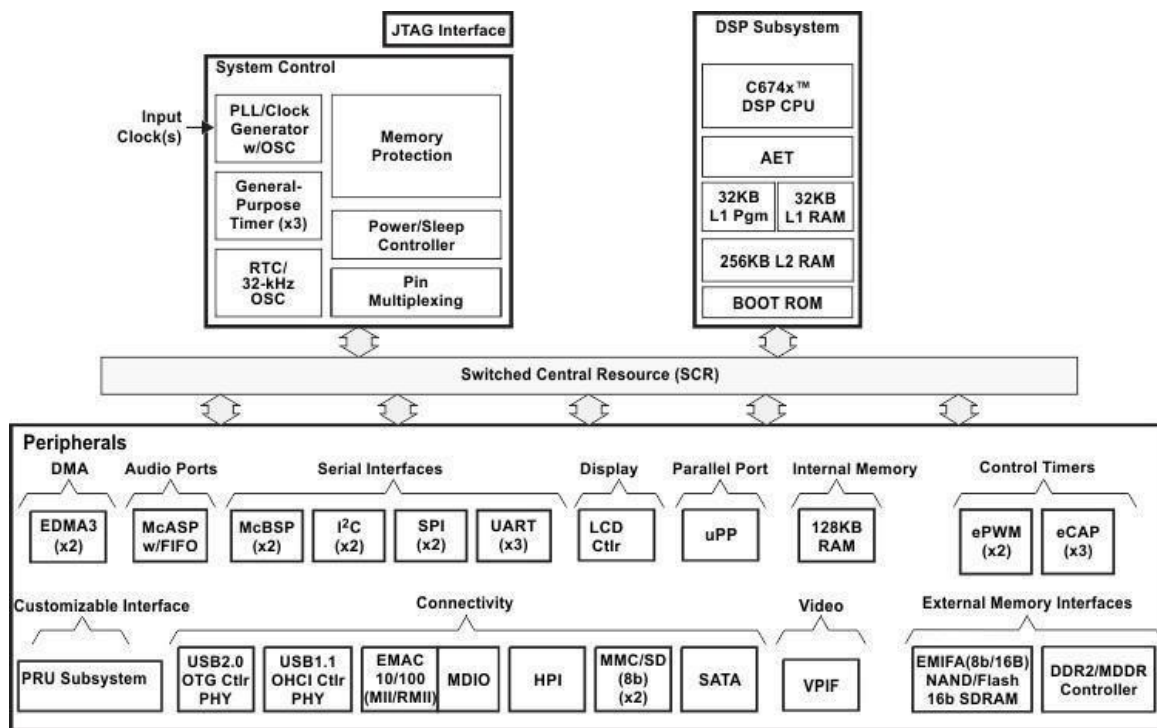 JTAG Interface
System Control
Input
Clock(s)
PLL/Clock
Generator
w/OSC
General-
Purpose
Timer (x3)
RTC/
32-kHz
OSC
Memory
Protection
Power/Sleep
Controller
Pin
Multiplexing
DSP Subsystem
C674x™
DSP CPU
AET
32KB
L1 Pgm
32KB
L1 RAM
256KB L2 RAM
BOOT ROM
Switched Central Resource (SCR)
Peripherals
DMA
EDMA3
(x2)
Audio Ports
McASP
w/FIFO
Serial Interfaces
McBSP
(x2)
I²C
(x2)
SPI
(x2)
UART
(x3)
Display
LCD
Ctlr
Parallel Port
uPP
Internal Memory
128KB
RAM
Control Timers
ePWM
(x2)
eCAP
(x3)
Customizable Interface
PRU Subsystem
Connectivity
USB2.0
OTG Ctlr
PHY
USB1.1
OHCI Ctlr
PHY
EMAC
10/100
(MII/RMII)
MDIO
HPI
MMC/SD
(8b)
(x2)
SATA
Video
VPIF
External Memory Interfaces
EMIFA(8b/16B)
NAND/Flash
16b SDRAM
DDR2/MDDR
Controller